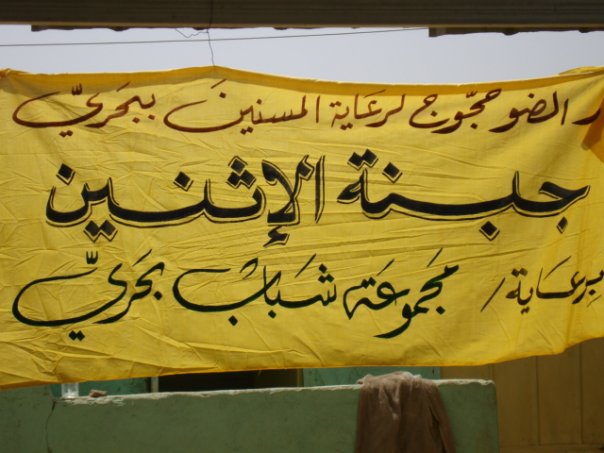 ر الضو حجوج لرعاية المسنين ببحري
جبنة الإثنين
برعاية / مجموعة شباب بحري